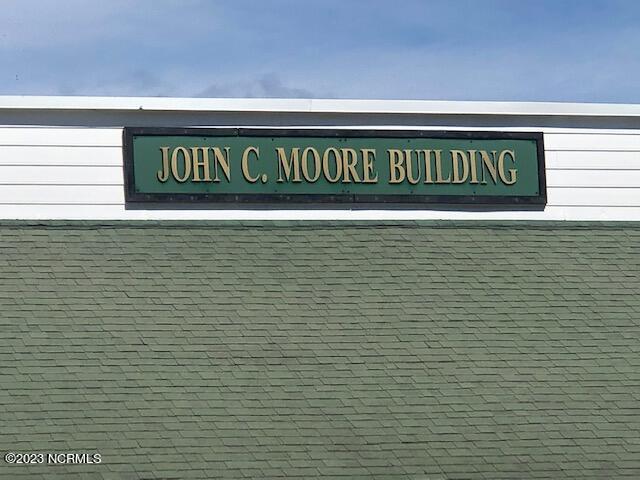 JOHN C. MOORE BUILDING
©2023 NCRMLS